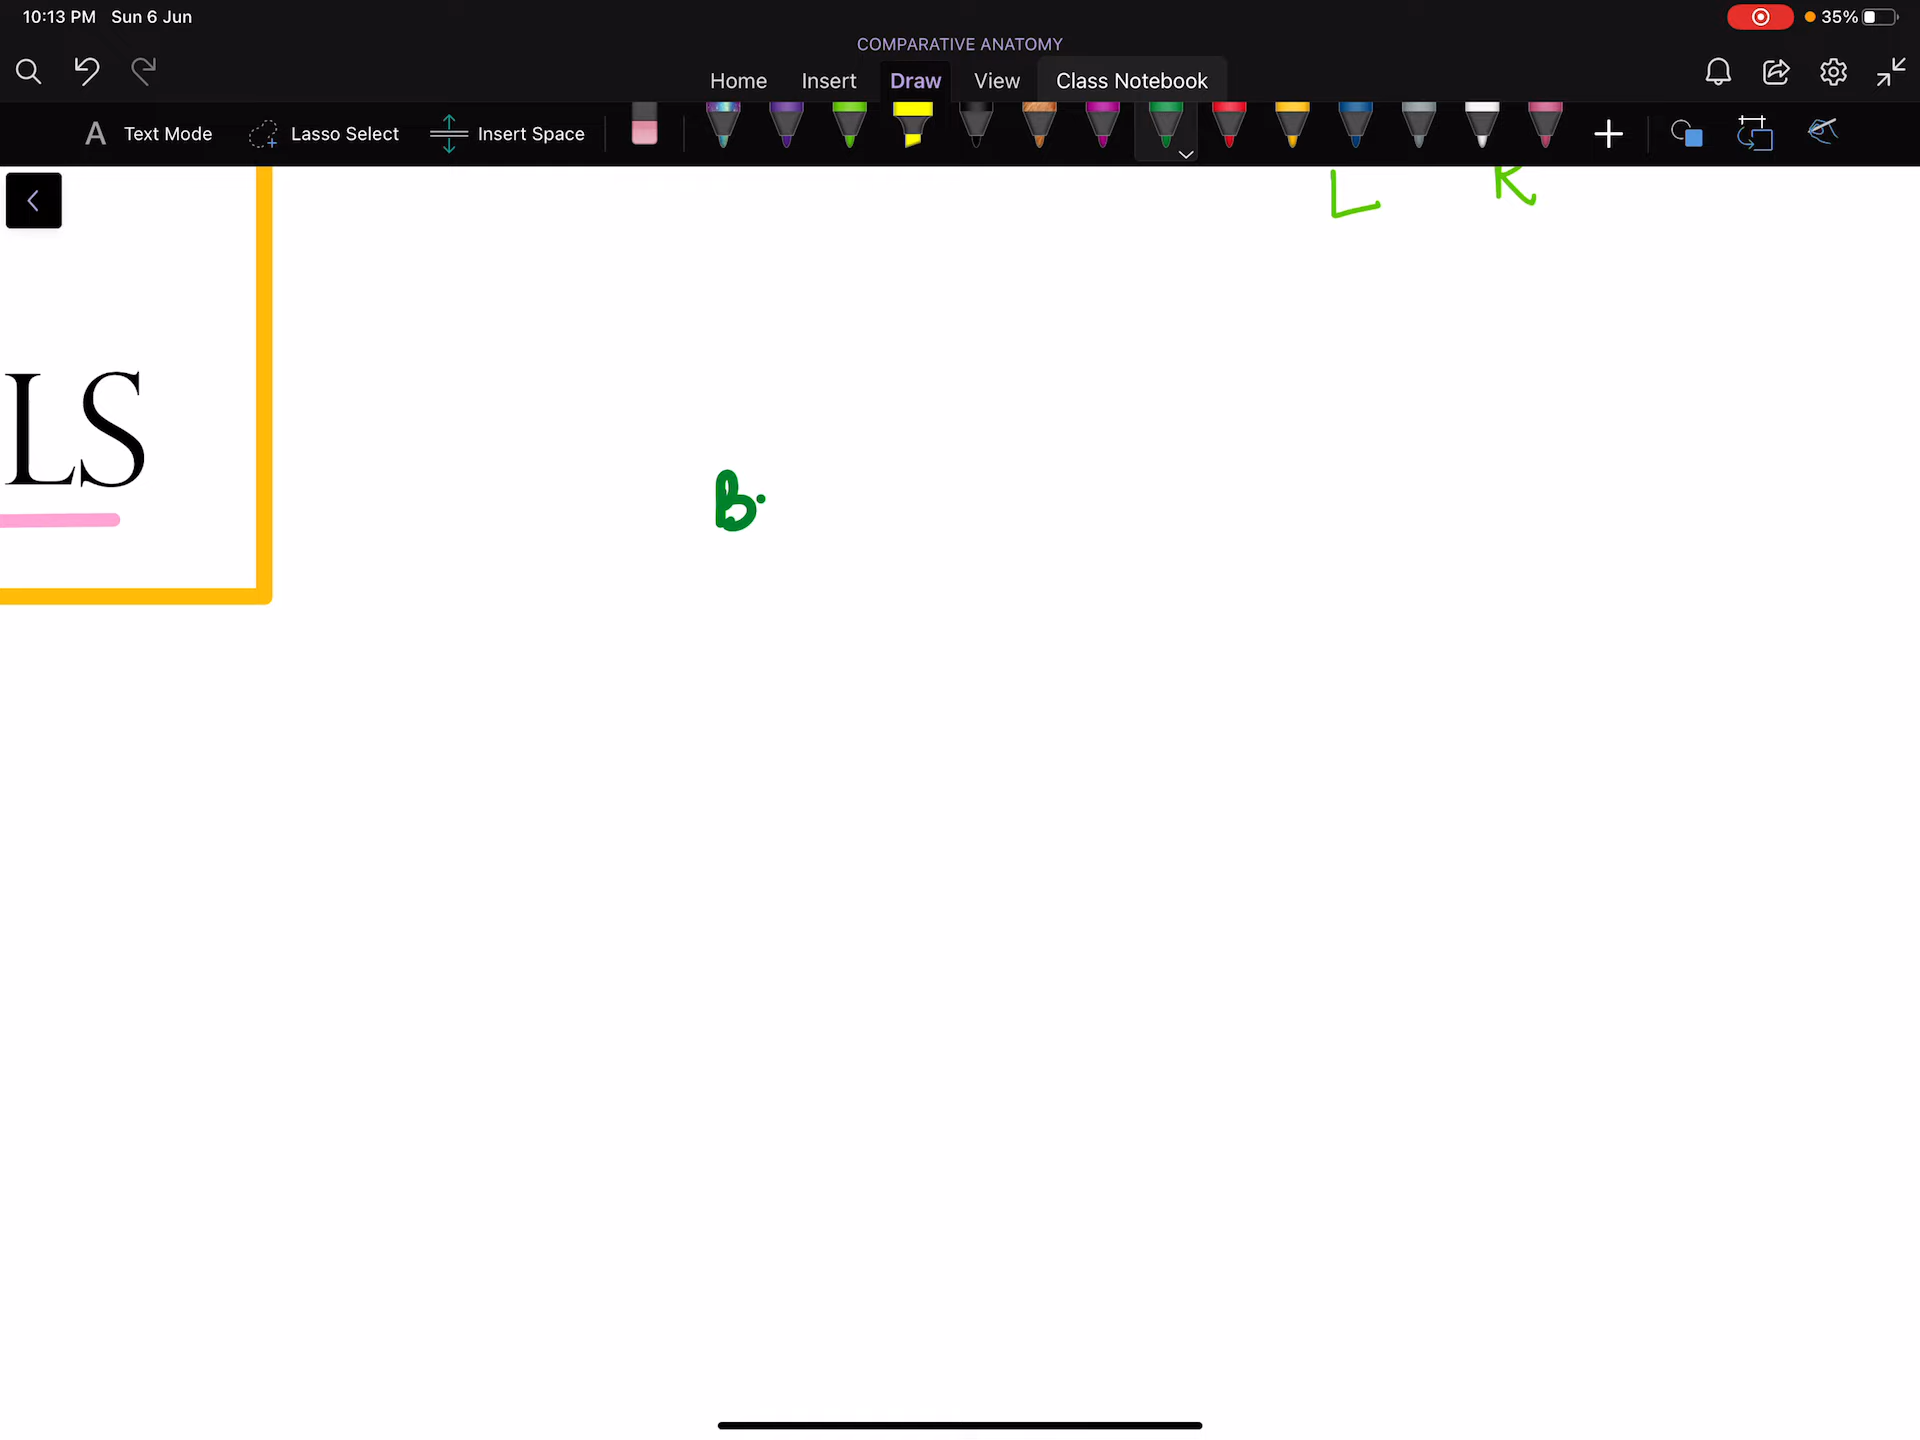 10:13 PM Sun 6 Jun
35%
COMPARATIVE ANATOMY
Home Insert Draw View Class Notebook
A Text Mode Lasso Select Insert Space
L R
LS
B.